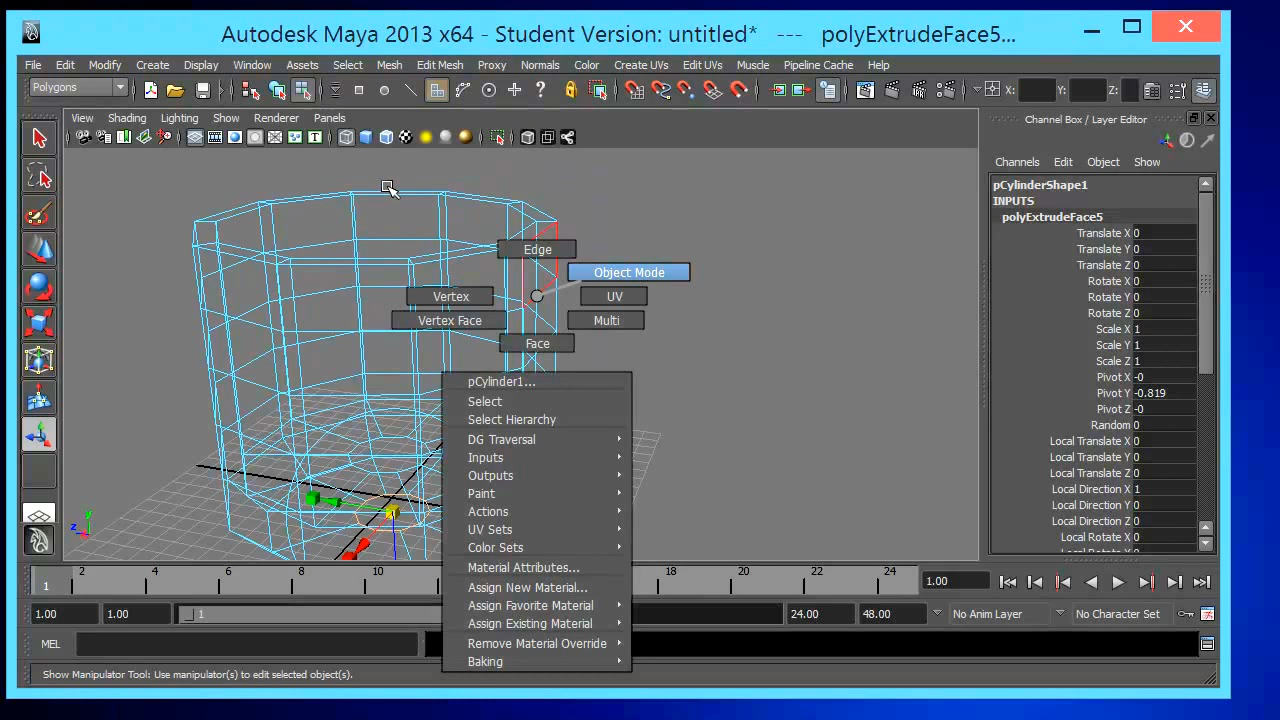 Autodesk Maya 2013 x64 - Student Version: untitled* --- polyExtrudeFace5...
File Edit Modify Create Display Window Assets Select Mesh Edit Mesh Proxy Normals Color Create UVs Edit UVs Muscle Pipeline Cache Help
Polygons X: Y: Z:
View Shading Lighting Show Renderer Panels
Channel Box / Layer Editor
Channels Edit Object Show
pCylinderShape1
INPUTS
polyExtrudeFace5
Translate X 0
Translate Y 0
Translate Z 0
Rotate X 0
Rotate Y 0
Rotate Z 0
Scale X 1
Scale Y 1
Scale Z 1
Pivot X -0
Pivot Y -0.819
Pivot Z -0
Random 0
Local Translate X 0
Local Translate Y 0
Local Translate Z 0
Local Direction X 1
Local Direction Y 0
Local Direction Z 0
Local Rotate X 0
Local Rotate Y 0
Edge
Object Mode
Vertex
UV
Vertex Face
Multi
Face
pCylinder1...
Select
Select Hierarchy
DG Traversal
Inputs
Outputs
Paint
Actions
UV Sets
Color Sets
Material Attributes...
Assign New Material...
Assign Favorite Material
Assign Existing Material
Remove Material Override
Baking
y
z
1 2 4 6 8 10 18 20 22 24 1.00
1.00 1.00 1 24.00 48.00 No Anim Layer No Character Set
MEL
Show Manipulator Tool: Use manipulator(s) to edit selected object(s).